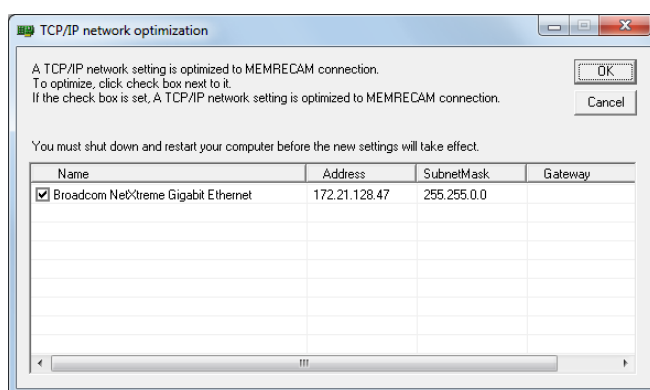 TCP/IP network optimization
A TCP/IP network setting is optimized to MEMRECAM connection.
To optimize, click check box next to it.
If the check box is set, A TCP/IP network setting is optimized to MEMRECAM connection.
OK
Cancel
You must shut down and restart your computer before the new settings will take effect.
Name Address SubnetMask Gateway
Broadcom NetXtreme Gigabit Ethernet 172.21.128.47 255.255.0.0